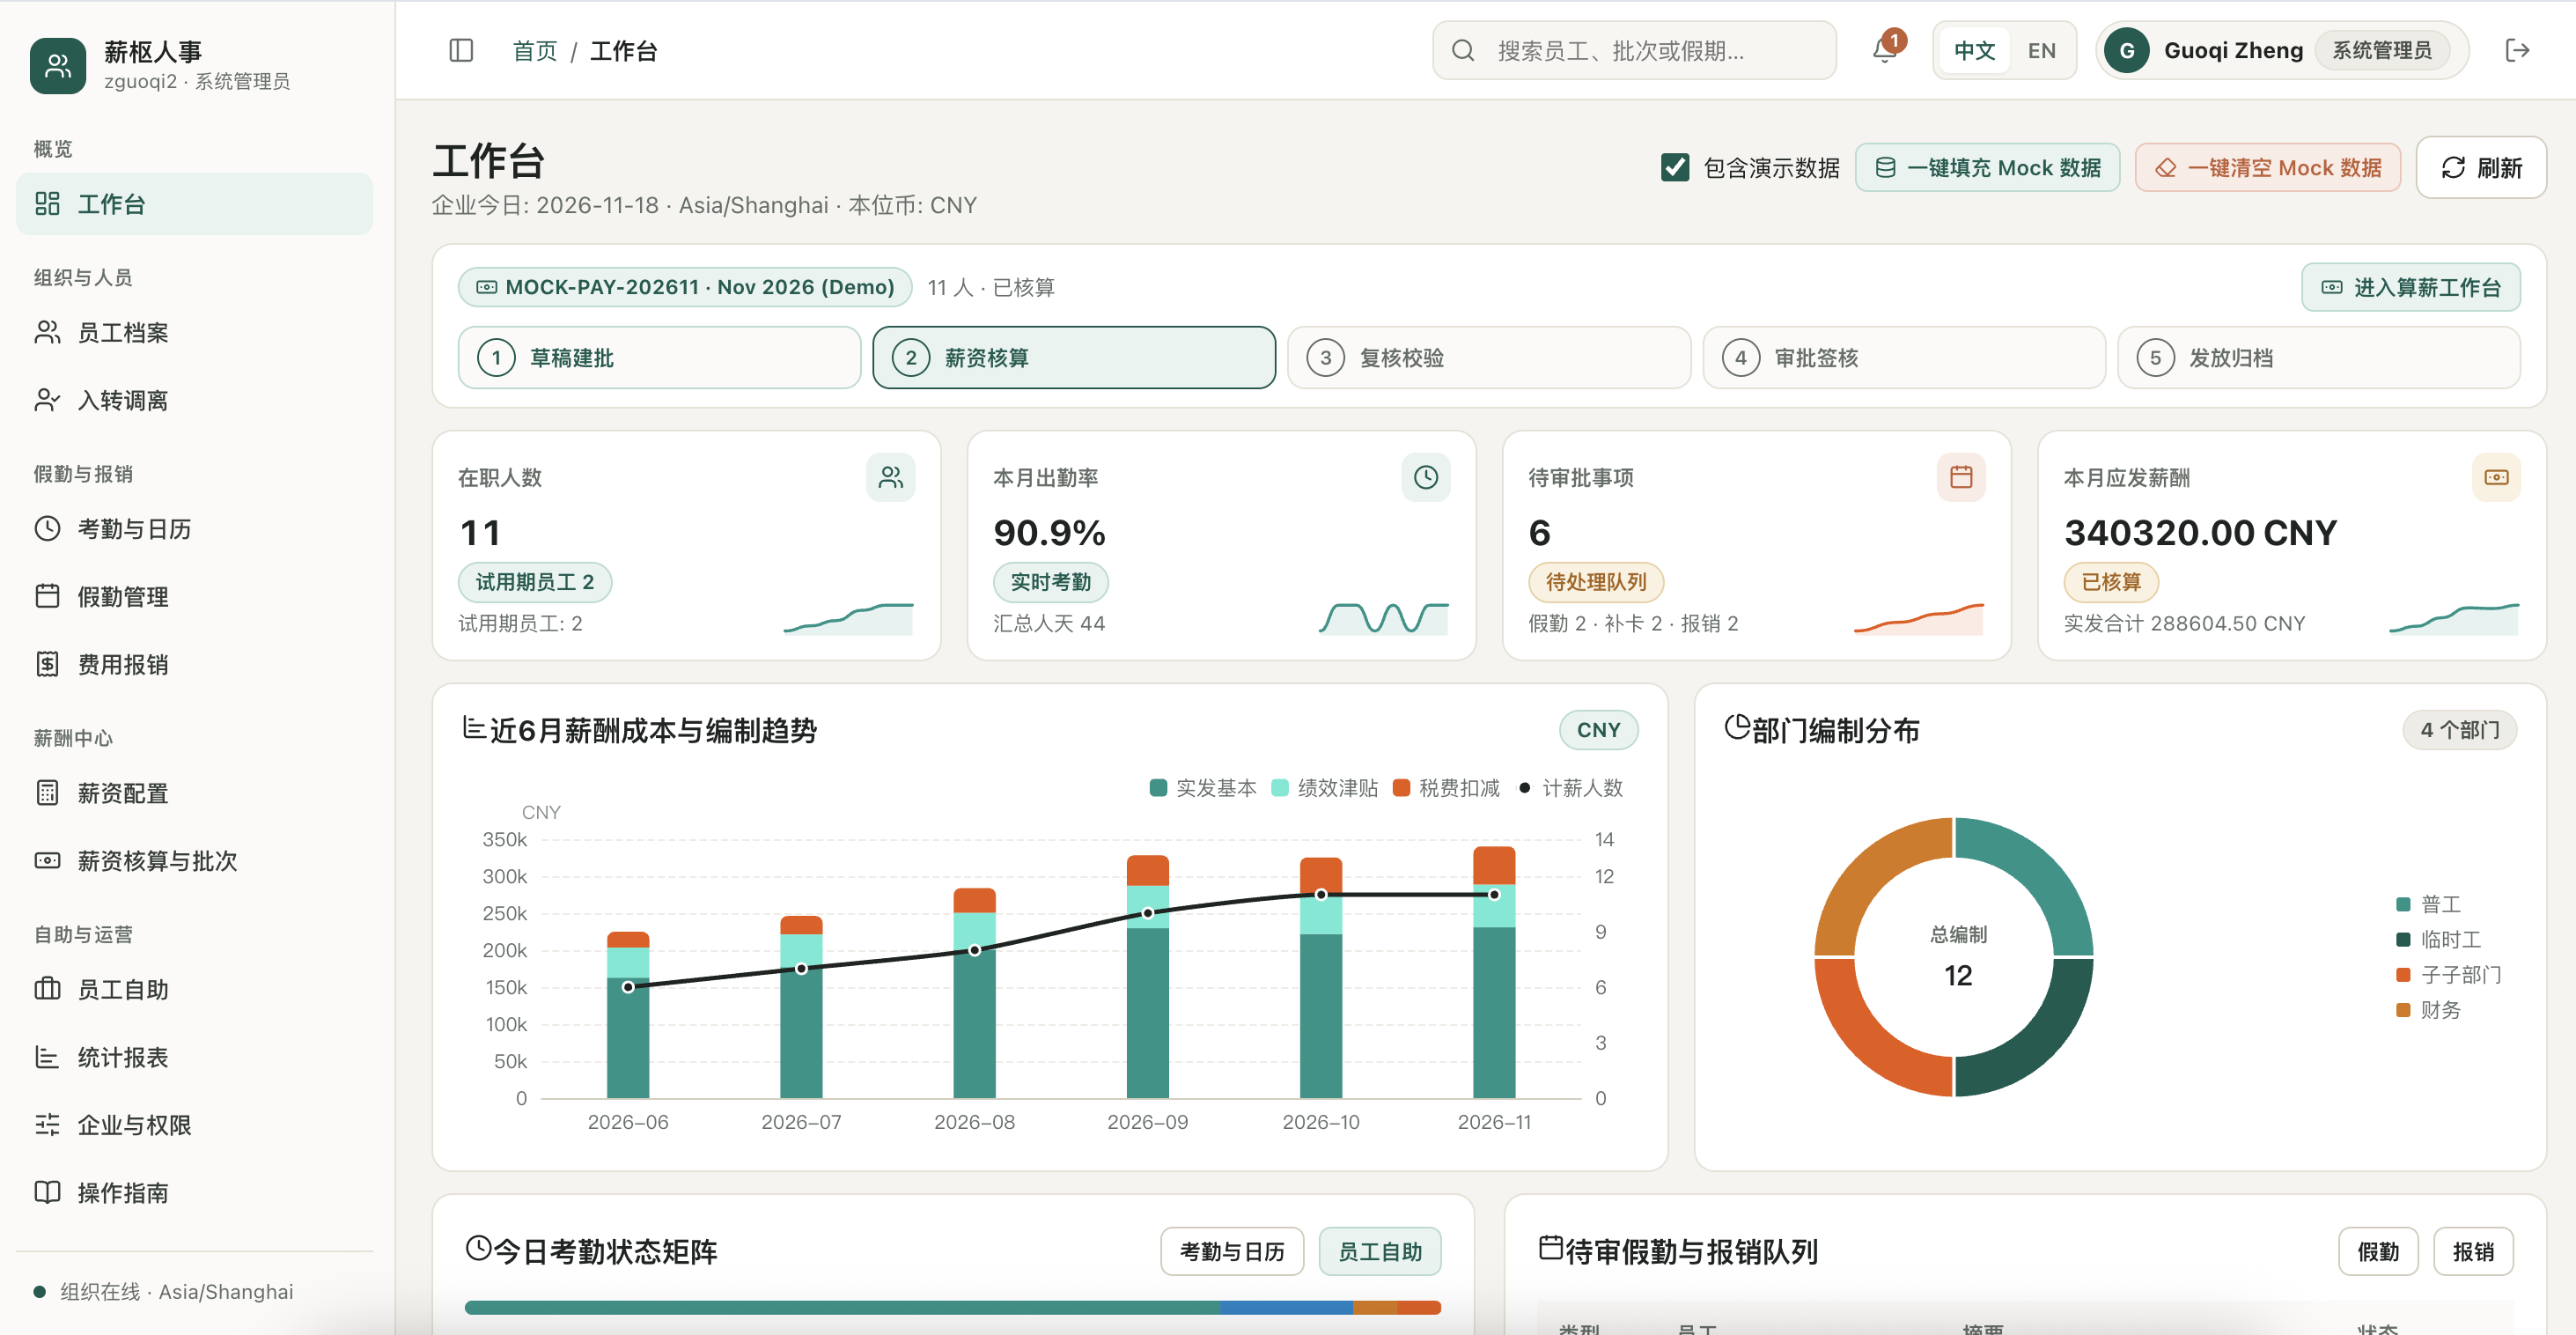 薪枢人事
zguoqi2 · 系统管理员
概览
工作台
组织与人员
员工档案
入转调离
假勤与报销
考勤与日历
假勤管理
费用报销
薪酬中心
薪资配置
薪资核算与批次
自助与运营
员工自助
统计报表
企业与权限
操作指南
组织在线 · Asia/Shanghai
首页 / 工作台
搜索员工、批次或假期...
1
中文 EN
G Guoqi Zheng 系统管理员
工作台
企业今日: 2026-11-18 · Asia/Shanghai · 本位币: CNY
包含演示数据
一键填充 Mock 数据
一键清空 Mock 数据
刷新
MOCK-PAY-202611 · Nov 2026 (Demo) 11 人 · 已核算
进入算薪工作台
1 草稿建批
2 薪资核算
3 复核校验
4 审批签核
5 发放归档
在职人数
11
试用期员工 2
试用期员工: 2
本月出勤率
90.9%
实时考勤
汇总人天 44
待审批事项
6
待处理队列
假勤 2 · 补卡 2 · 报销 2
本月应发薪酬
340320.00 CNY
已核算
实发合计 288604.50 CNY
近6月薪酬成本与编制趋势
CNY
实发基本 绩效津贴 税费扣减 计薪人数
CNY
350k
300k
250k
200k
150k
100k
50k
0
14
12
9
6
3
0
2026-06 2026-07 2026-08 2026-09 2026-10 2026-11
部门编制分布
4 个部门
总编制
12
普工
临时工
子子部门
财务
今日考勤状态矩阵
考勤与日历
员工自助
待审假勤与报销队列
假勤
报销
类型 员工 摘要 状态